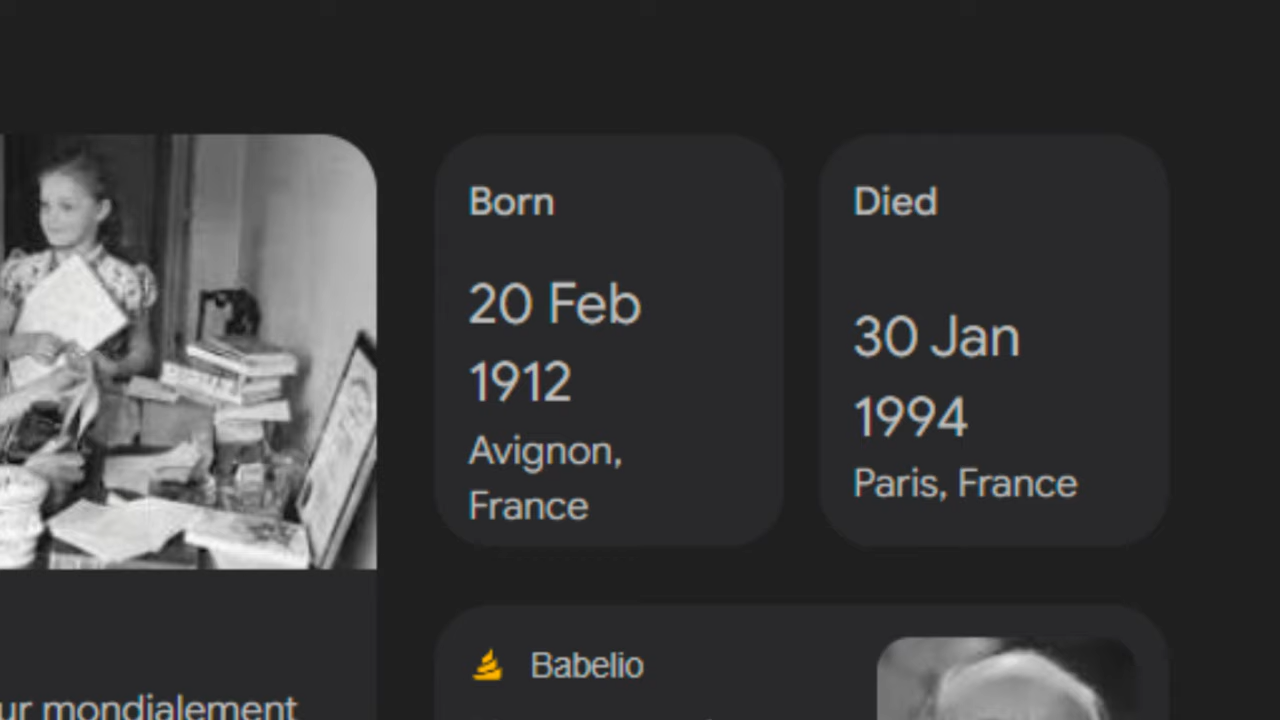 Born
20 Feb
1912
Avignon,
France
Died
30 Jan
1994
Paris, France
Babelio
mondialement